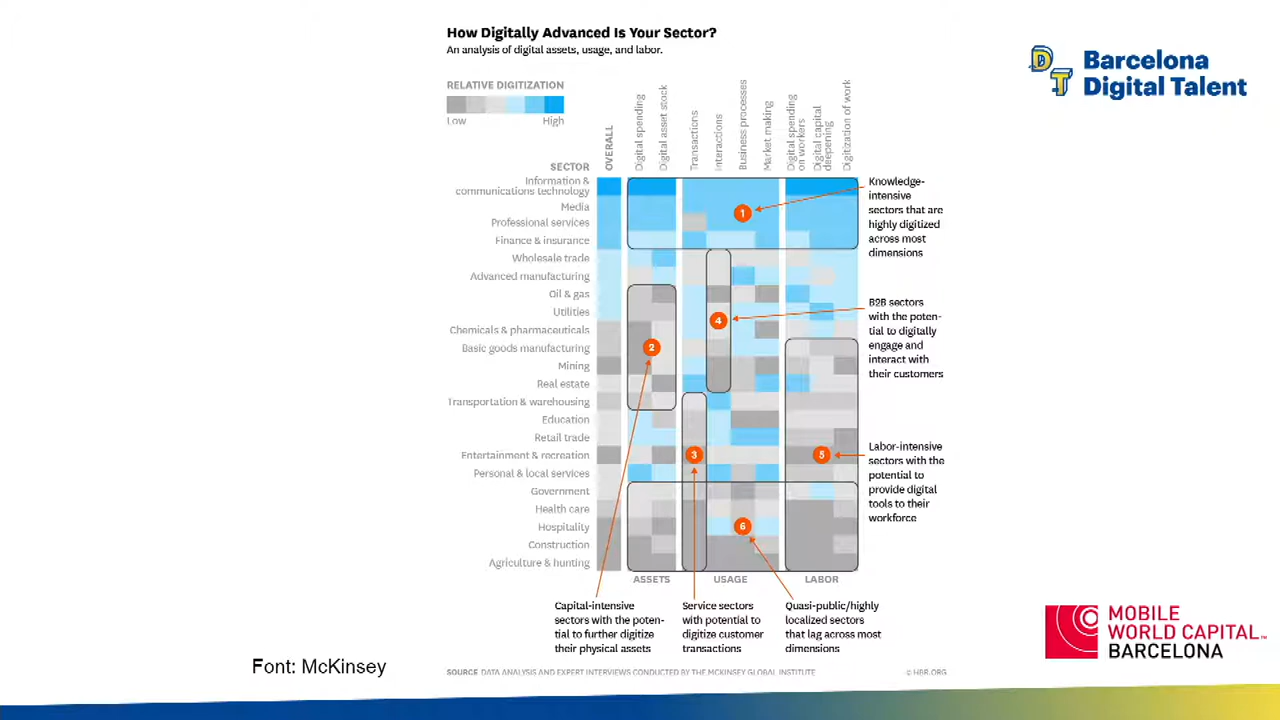 How Digitally Advanced Is Your Sector?
An analysis of digital assets, usage, and labor.
RELATIVE DIGITIZATION
Low High
SECTOR
OVERALL
Digital spending
Digital asset stock
Transactions
Interactions
Business processes
Market making
Digital spending
on workers
Digital capital
deepening
Digitization of work
Information &
communications technology
Media
Professional services
Finance & insurance
Wholesale trade
Advanced manufacturing
Oil & gas
Utilities
Chemicals & pharmaceuticals
Basic goods manufacturing
Mining
Real estate
Transportation & warehousing
Education
Retail trade
Entertainment & recreation
Personal & local services
Government
Health care
Hospitality
Construction
Agriculture & hunting
1
4
2
3
5
6
Knowledge-
intensive
sectors that are
highly digitized
across most
dimensions
B2B sectors
with the poten-
tial to digitally
engage and
interact with
their customers
Labor-intensive
sectors with the
potential to
provide digital
tools to their
workforce
ASSETS USAGE LABOR
Capital-intensive
sectors with the poten-
tial to further digitize
their physical assets
Service sectors
with potential to
digitize customer
transactions
Quasi-public/highly
localized sectors
that lag across most
dimensions
SOURCE DATA ANALYSIS AND EXPERT INTERVIEWS CONDUCTED BY THE MCKINSEY GLOBAL INSTITUTE
© HBR.ORG
Font: McKinsey
DT
Barcelona
Digital Talent
MOBILE
WORLD CAPITAL™
BARCELONA